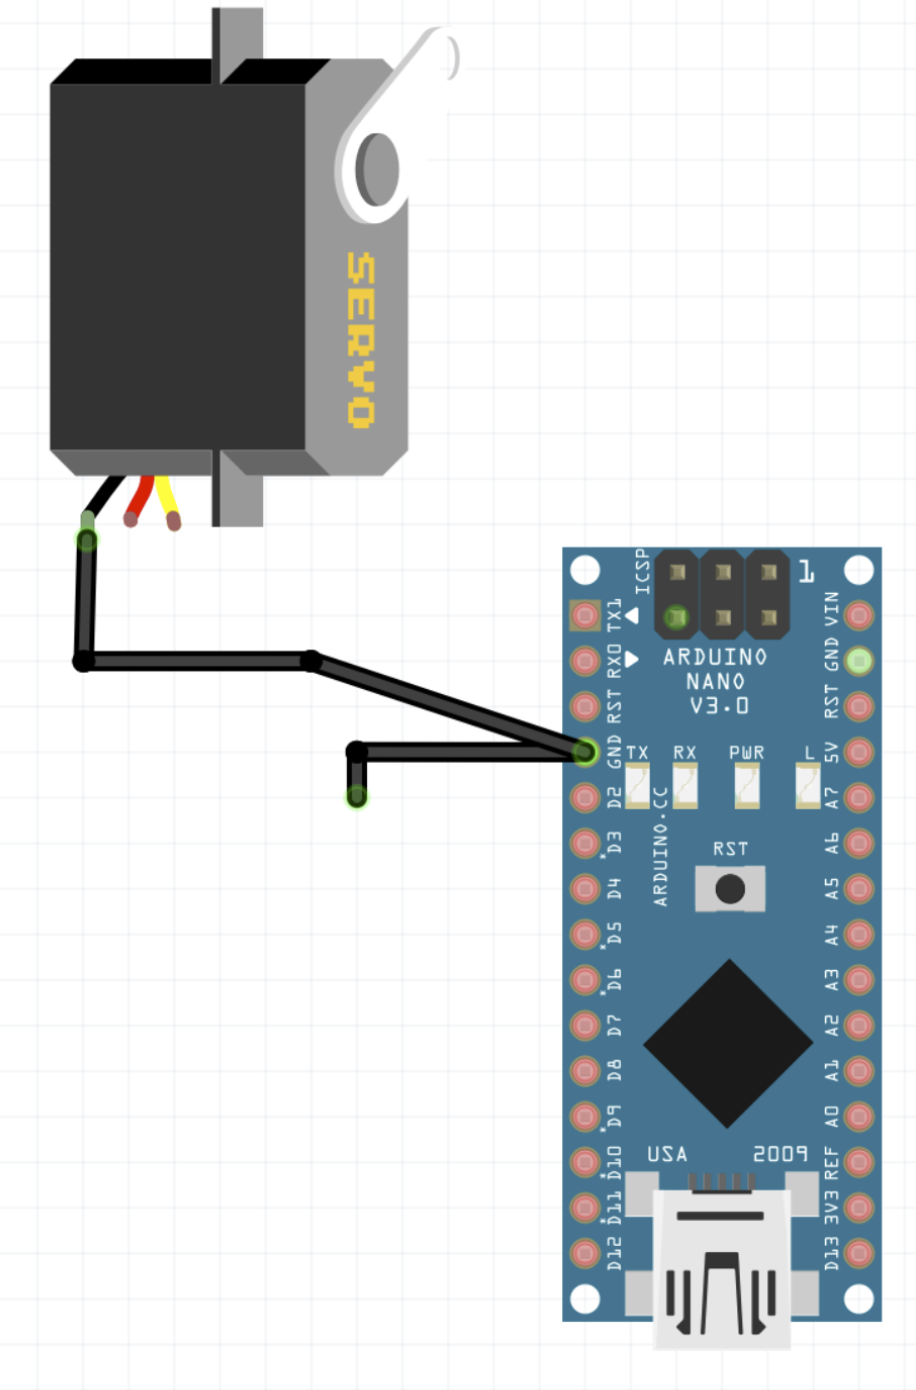 SERVO
ICSP
1
TX1
RX0
RST
GND
D2
D3
D4
D5
D6
D7
D8
D9
D10
D11
D12
ARDUINO
NANO
V3.0
TX
RX
PWR
L
ARDUINO.CC
RST
USA
2009
VIN
GND
RST
5V
A7
A6
A5
A4
A3
A2
A1
A0
REF
3V3
D13